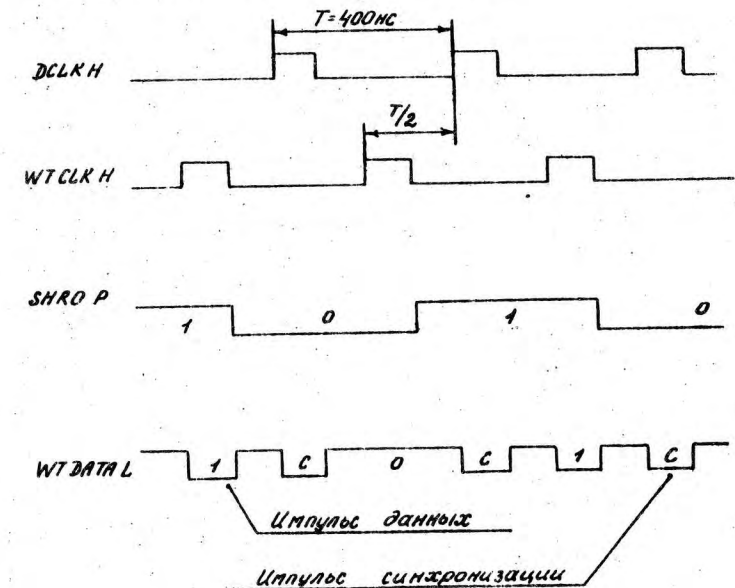 T=400нс
DCLK H
T/2
WT CLK H
SHRO P
1 0 1 0
WT DATA L
1 C 0 C 1 C
Импульс данных
Импульс синхронизации